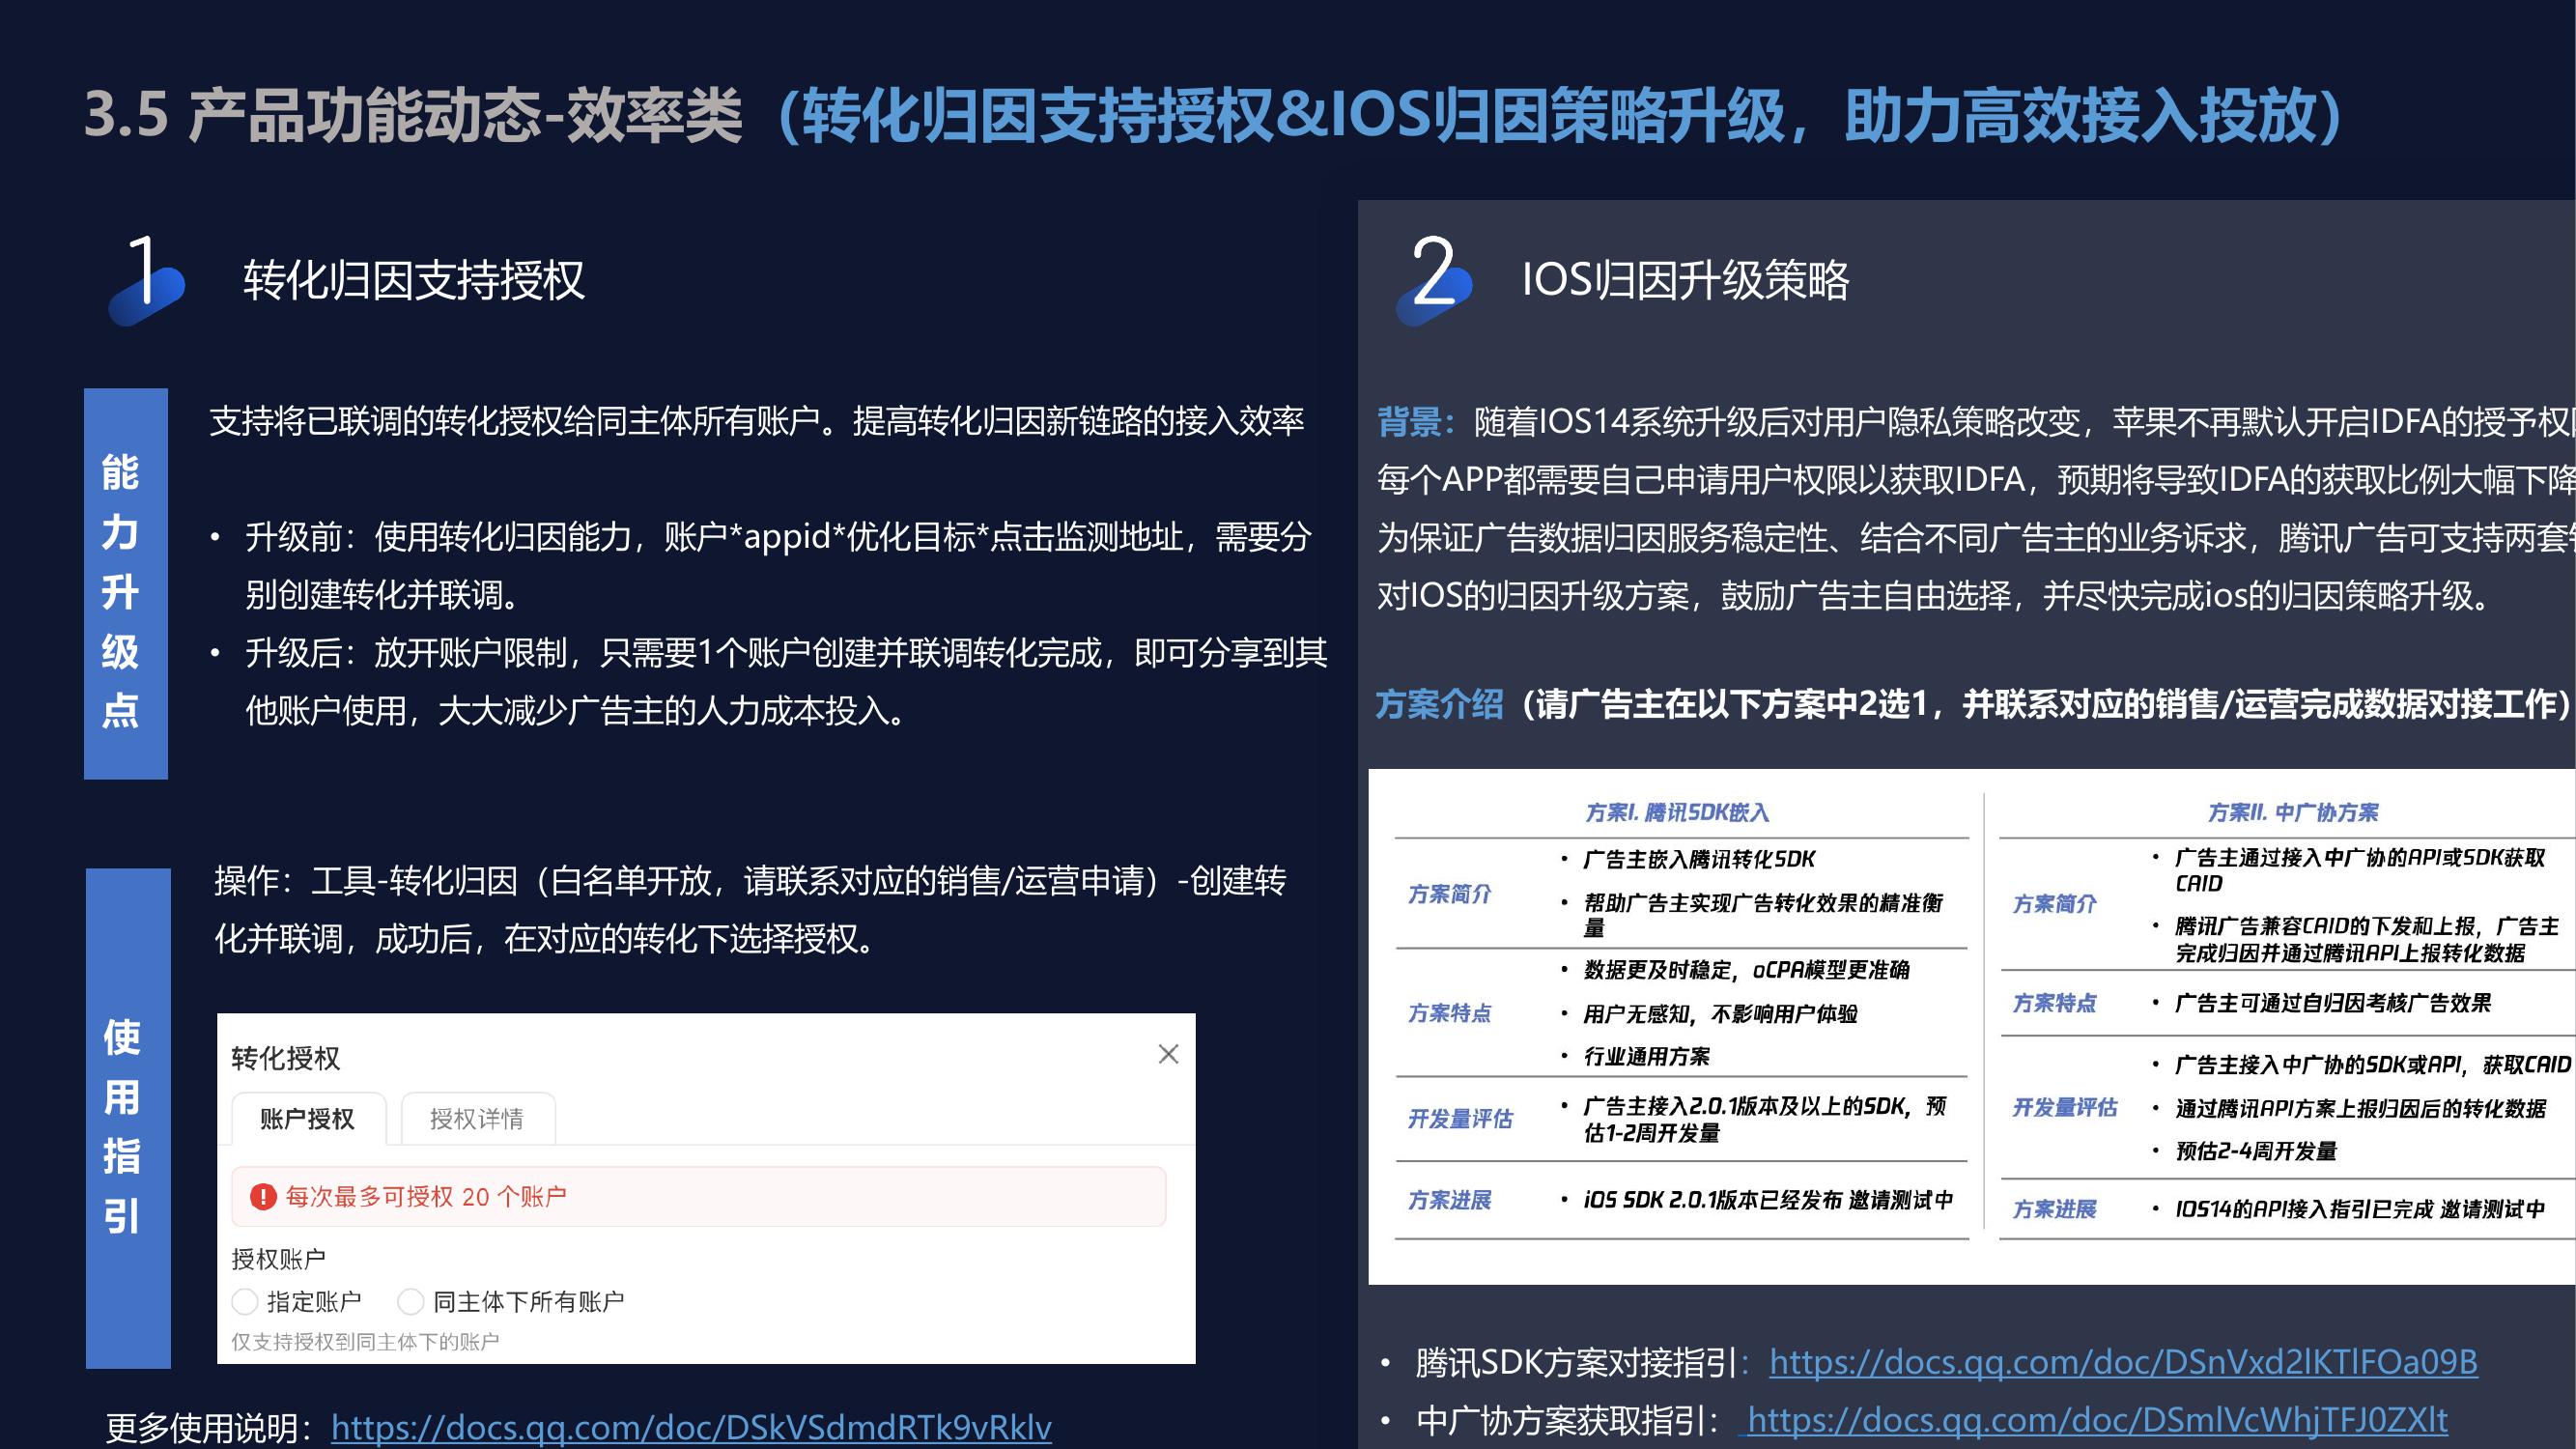 3.5 产品功能动态-效率类（转化归因支持授权&IOS归因策略升级，助力高效接入投放）
1
转化归因支持授权
能
力
升
级
点
支持将已联调的转化授权给同主体所有账户。提高转化归因新链路的接入效率
• 升级前：使用转化归因能力，账户*appid*优化目标*点击监测地址，需要分
别创建转化并联调。
• 升级后：放开账户限制，只需要1个账户创建并联调转化完成，即可分享到其
他账户使用，大大减少广告主的人力成本投入。
使
用
指
引
操作：工具-转化归因（白名单开放，请联系对应的销售/运营申请）-创建转
化并联调，成功后，在对应的转化下选择授权。
转化授权
账户授权 授权详情
每次最多可授权 20 个账户
授权账户
指定账户 同主体下所有账户
仅支持授权到同主体下的账户
更多使用说明：https://docs.qq.com/doc/DSkVSdmdRTk9vRklv
2
IOS归因升级策略
背景：随着IOS14系统升级后对用户隐私策略改变，苹果不再默认开启IDFA的授予权
每个APP都需要自己申请用户权限以获取IDFA，预期将导致IDFA的获取比例大幅下降
为保证广告数据归因服务稳定性、结合不同广告主的业务诉求，腾讯广告可支持两套
对IOS的归因升级方案，鼓励广告主自由选择，并尽快完成ios的归因策略升级。
方案介绍（请广告主在以下方案中2选1，并联系对应的销售/运营完成数据对接工作）
方案I. 腾讯SDK嵌入
方案简介
• 广告主嵌入腾讯转化SDK
• 帮助广告主实现广告转化效果的精准衡
量
方案特点
• 数据更及时稳定，oCPA模型更准确
• 用户无感知，不影响用户体验
• 行业通用方案
开发量评估
• 广告主接入2.0.1版本及以上的SDK，预
估1-2周开发量
方案进展
• iOS SDK 2.0.1版本已经发布 邀请测试中
方案II. 中广协方案
方案简介
• 广告主通过接入中广协的API或SDK获取
CAID
• 腾讯广告兼容CAID的下发和上报，广告主
完成归因并通过腾讯API上报转化数据
方案特点
• 广告主可通过自归因考核广告效果
开发量评估
• 广告主接入中广协的SDK或API，获取CAID
• 通过腾讯API方案上报归因后的转化数据
• 预估2-4周开发量
方案进展
• IOS14的API接入指引已完成 邀请测试中
• 腾讯SDK方案对接指引：https://docs.qq.com/doc/DSnVxd2lKTlFOa09B
• 中广协方案获取指引： https://docs.qq.com/doc/DSmlVcWhjTFJ0ZXlt